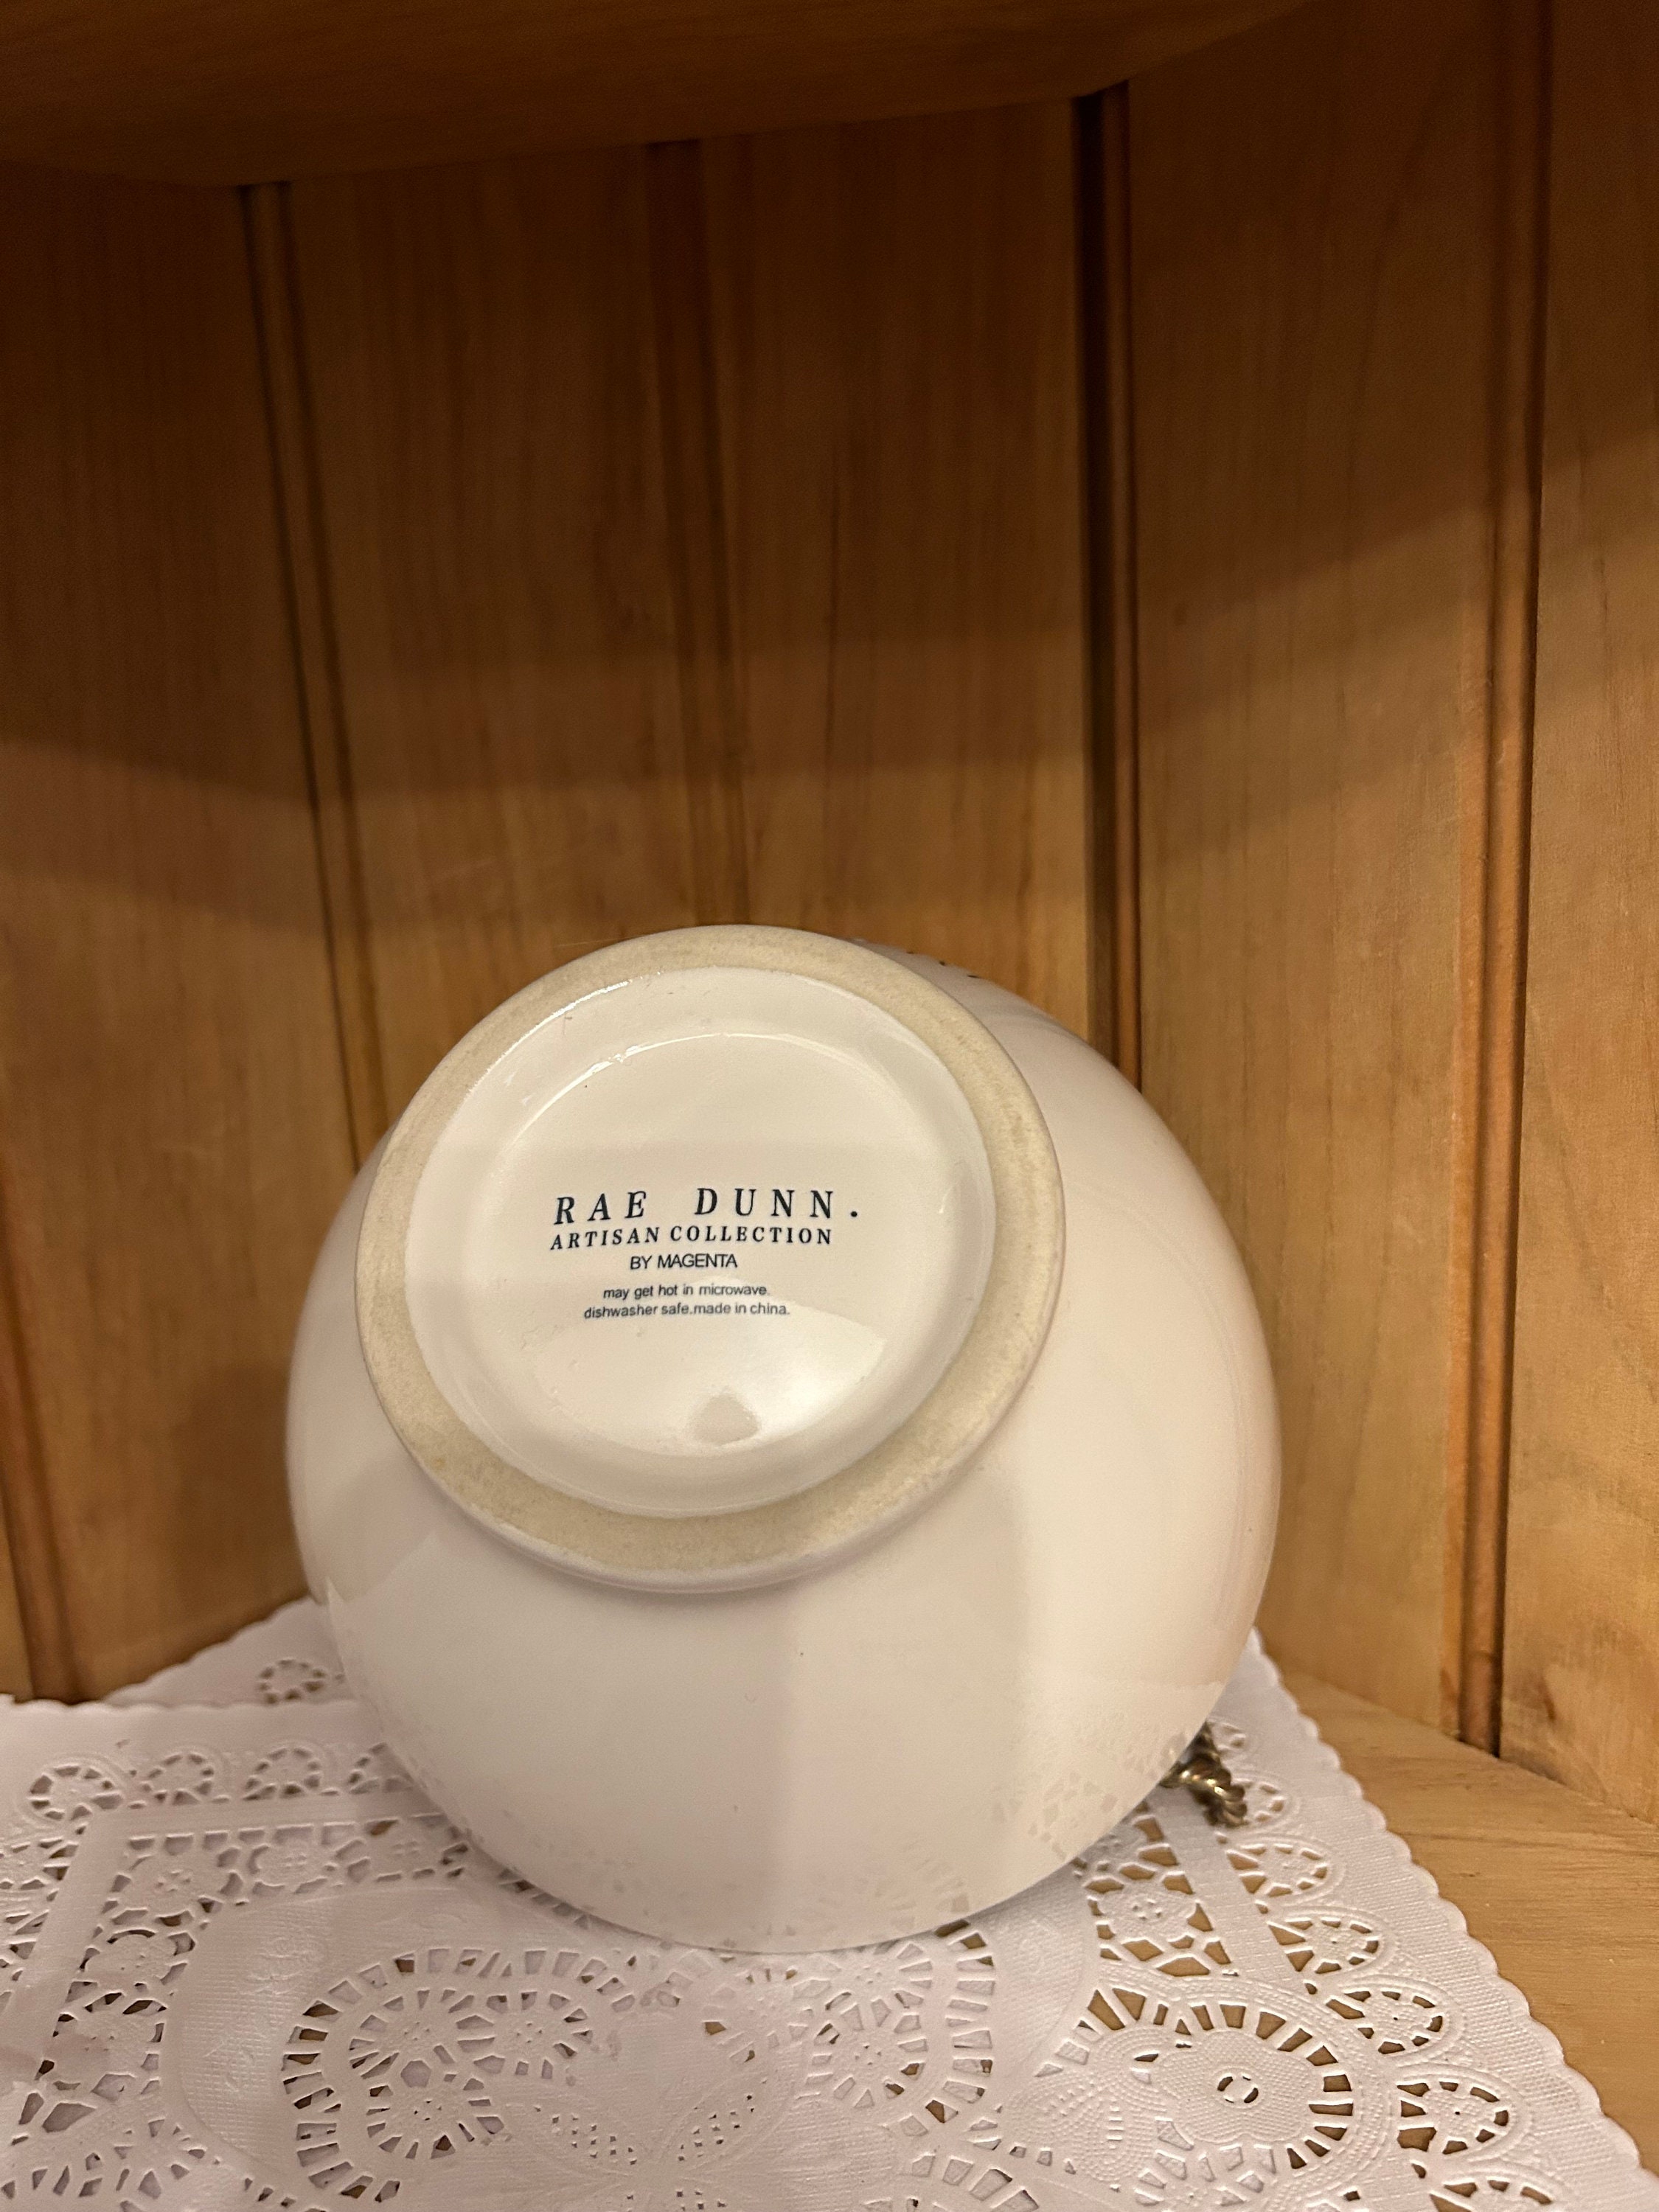 RAE DUNN.
ARTISAN COLLECTION
BY MAGENTA
may get hot in microwave.
dishwasher safe.made in china.